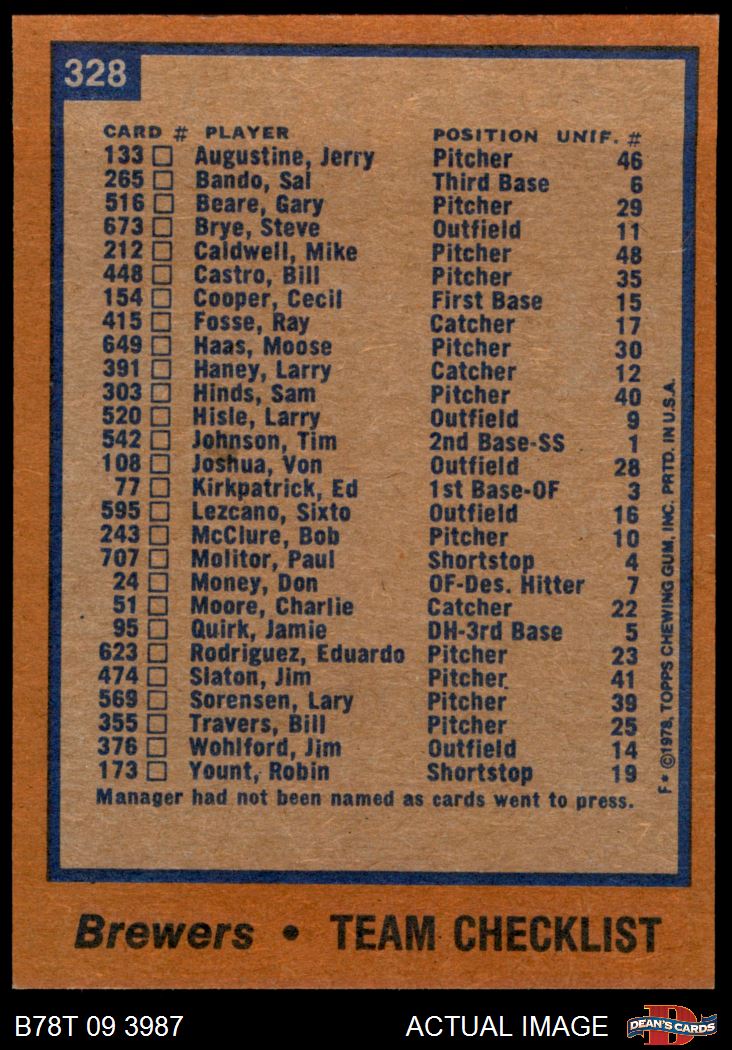 328
CARD # PLAYER POSITION UNIF. #
133 Augustine, Jerry Pitcher 46
265 Bando, Sal Third Base 6
516 Beare, Gary Pitcher 29
673 Brye, Steve Outfield 11
212 Caldwell, Mike Pitcher 48
448 Castro, Bill Pitcher 35
154 Cooper, Cecil First Base 15
415 Fosse, Ray Catcher 17
649 Haas, Moose Pitcher 30
391 Haney, Larry Catcher 12
303 Hinds, Sam Pitcher 40
520 Hisle, Larry Outfield 9
542 Johnson, Tim 2nd Base-SS 1
108 Joshua, Von Outfield 28
77 Kirkpatrick, Ed 1st Base-OF 3
595 Lezcano, Sixto Outfield 16
243 McClure, Bob Pitcher 10
707 Molitor, Paul Shortstop 4
24 Money, Don OF-Des. Hitter 7
51 Moore, Charlie Catcher 22
95 Quirk, Jamie DH-3rd Base 5
623 Rodriguez, Eduardo Pitcher 23
474 Slaton, Jim Pitcher 41
569 Sorensen, Lary Pitcher 39
355 Travers, Bill Pitcher 25
376 Wohlford, Jim Outfield 14
173 Yount, Robin Shortstop 19
Manager had not been named as cards went to press.
F* ©1978, TOPPS CHEWING GUM, INC. PRTD. IN U.S.A.
Brewers • TEAM CHECKLIST
B78T 09 3987 ACTUAL IMAGE DEAN'S CARDS